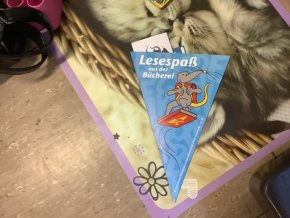 Lesespaß
aus der
Bücherei